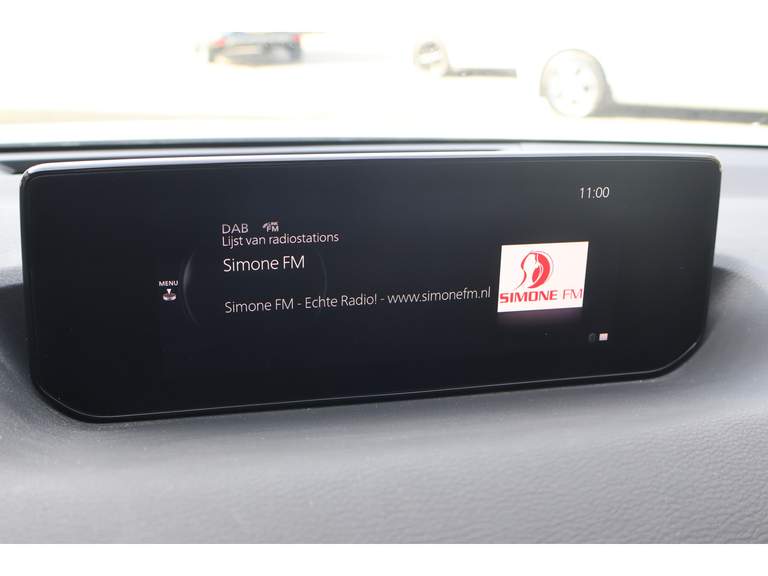 11:00
DAB FM
Lijst van radiostations
Simone FM
MENU
Simone FM - Echte Radio! - www.simonefm.nl
SIMONE FM